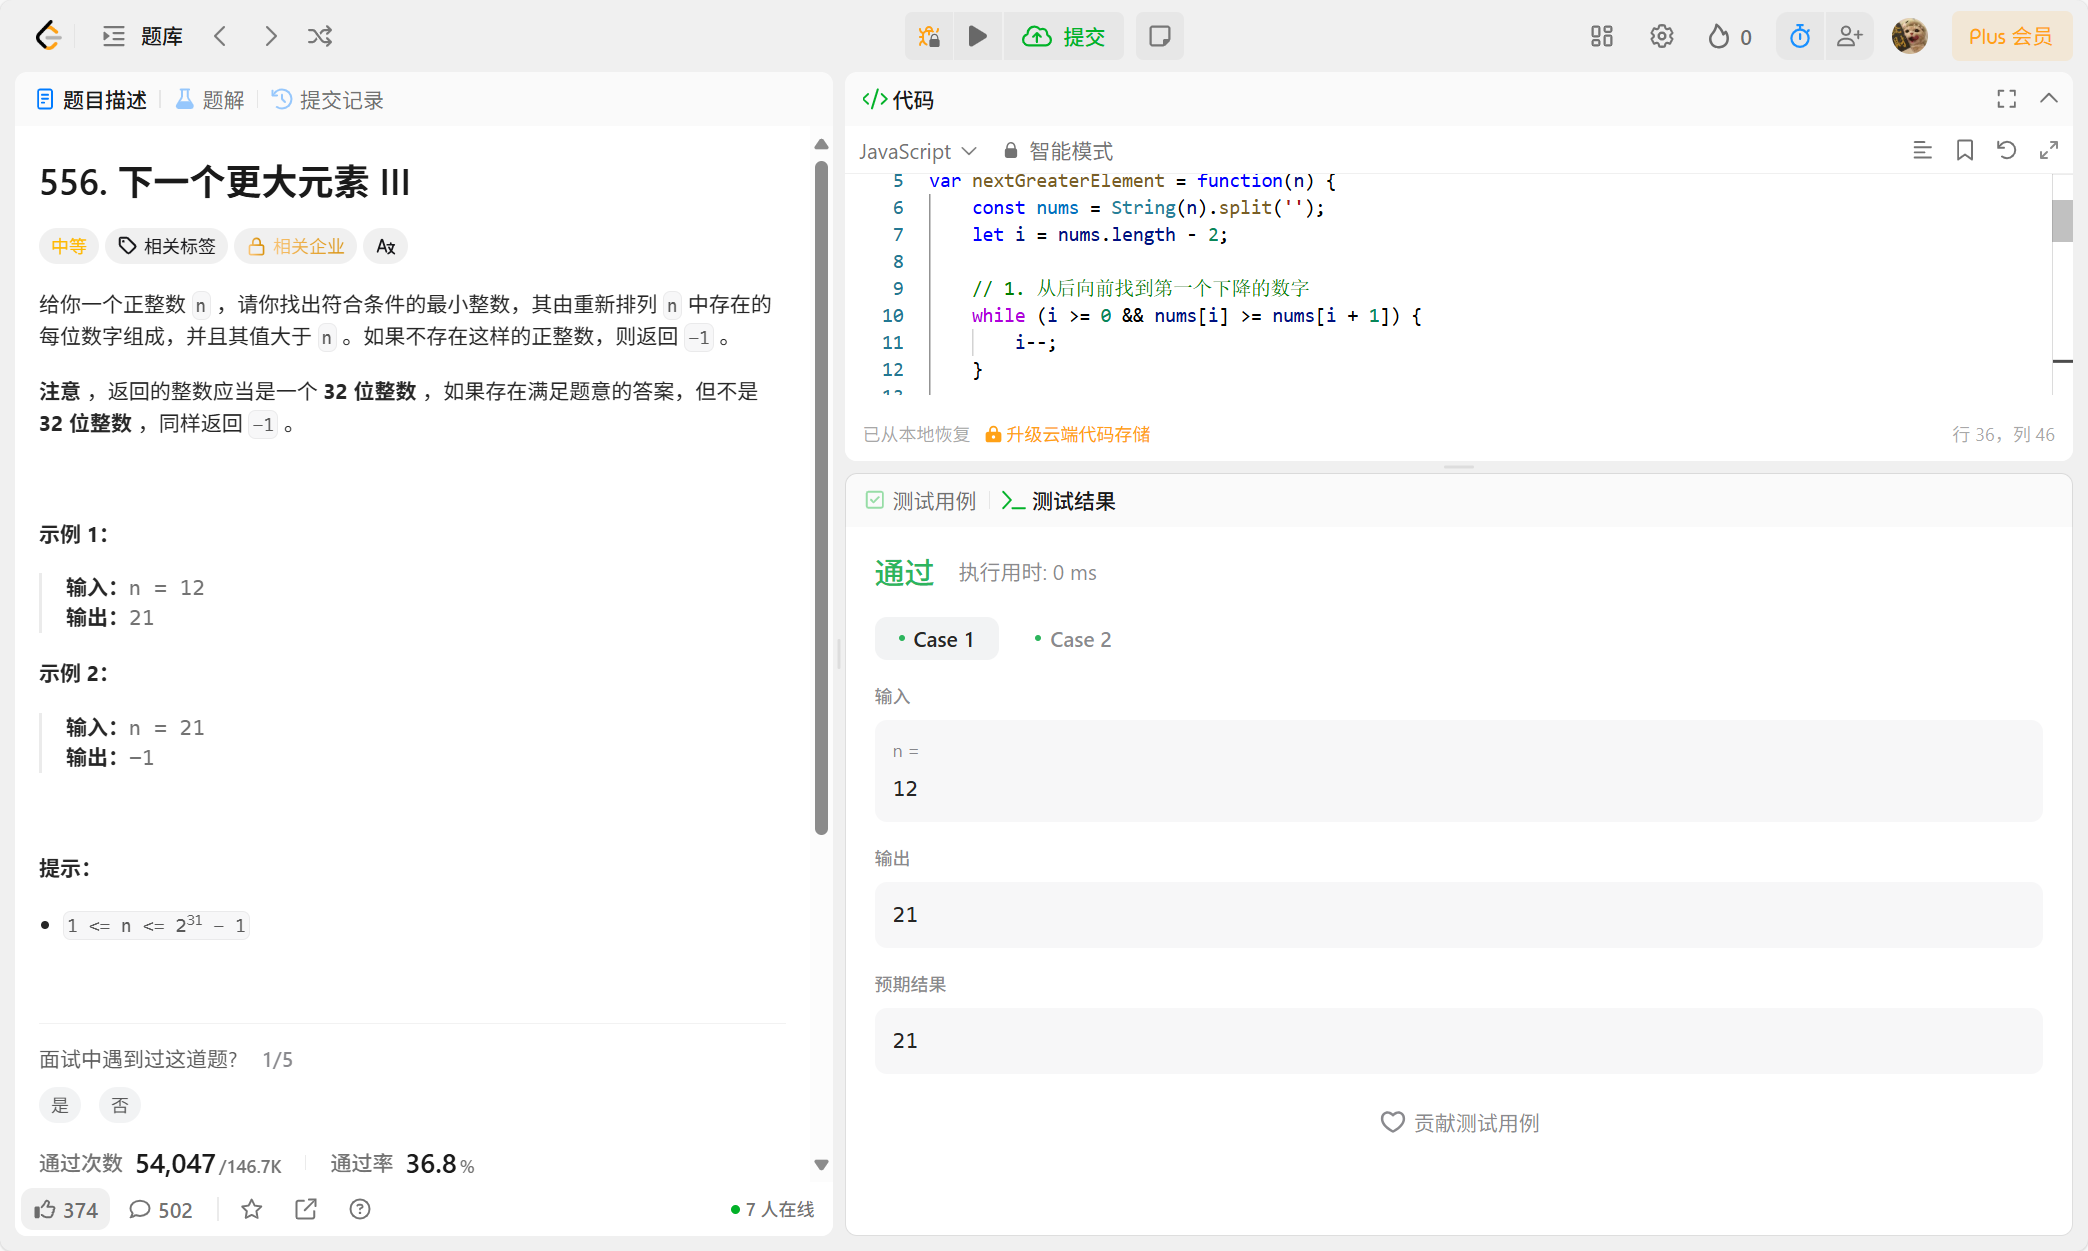 题库
提交
0
Plus 会员
题目描述
题解
提交记录
556. 下一个更大元素 III
中等
相关标签
相关企业
给你一个正整数 n ，请你找出符合条件的最小整数，其由重新排列 n 中存在的
每位数字组成，并且其值大于 n 。如果不存在这样的正整数，则返回 -1 。
注意 ，返回的整数应当是一个 32 位整数 ，如果存在满足题意的答案，但不是
32 位整数 ，同样返回 -1 。
示例 1：
输入：n = 12
输出：21
示例 2：
输入：n = 21
输出：-1
提示：
1 <= n <= 2³¹ - 1
面试中遇到过这道题? 1/5
是
否
通过次数 54,047/146.7K
通过率 36.8%
374
502
7 人在线
</>代码
JavaScript
智能模式
5 var nextGreaterElement = function(n) {
6 const nums = String(n).split('');
7 let i = nums.length - 2;
8
9 // 1. 从后向前找到第一个下降的数字
10 while (i >= 0 && nums[i] >= nums[i + 1]) {
11 i--;
12 }
13
已从本地恢复
升级云端代码存储
行 36，列 46
测试用例
测试结果
通过
执行用时: 0 ms
Case 1
Case 2
输入
n =
12
输出
21
预期结果
21
贡献测试用例